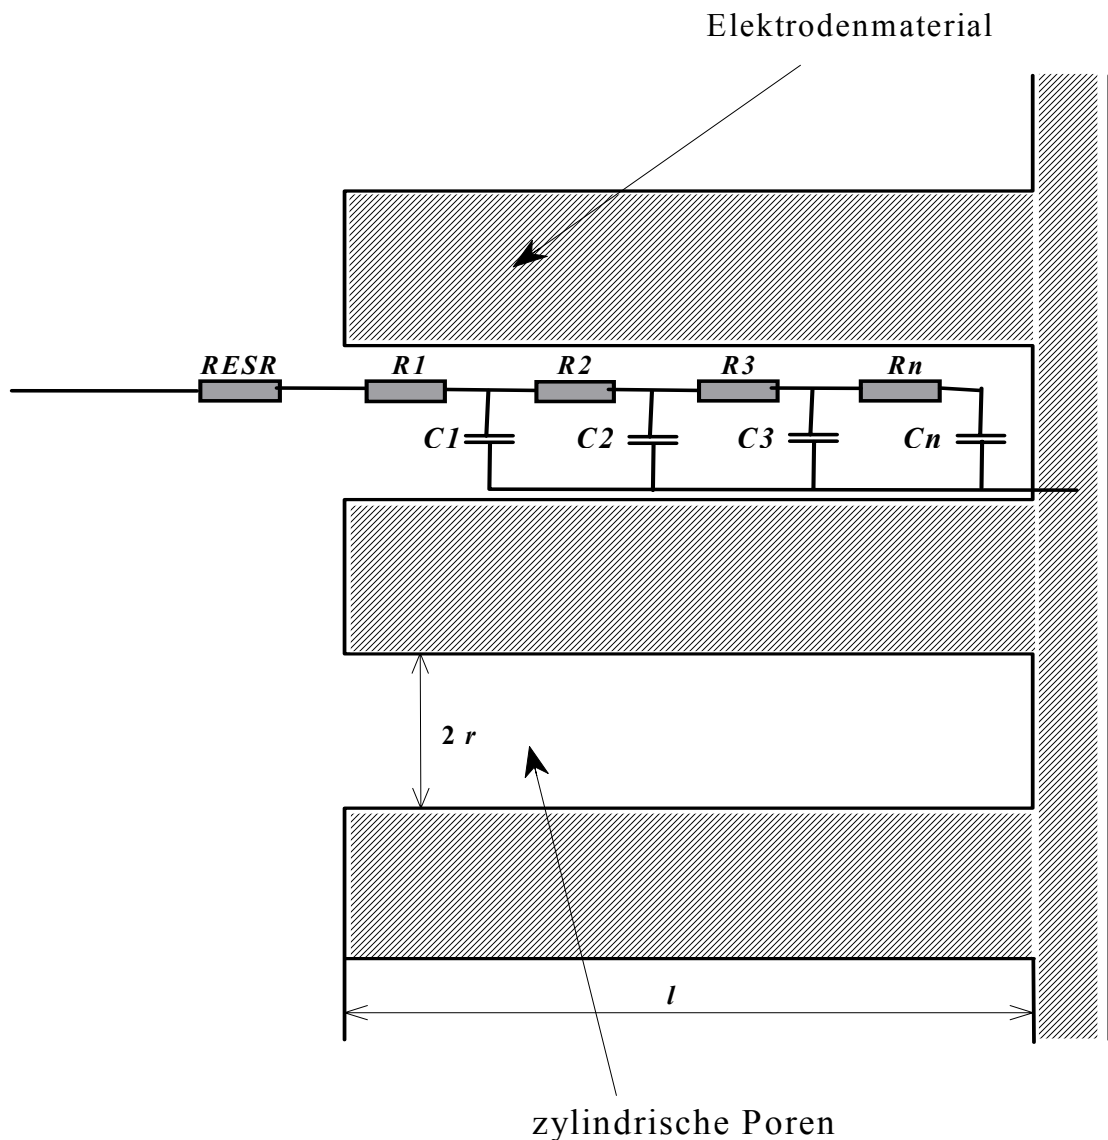 Elektrodenmaterial
RESR R1 R2 R3 Rn
C1 C2 C3 Cn
2 r
l
zylindrische Poren